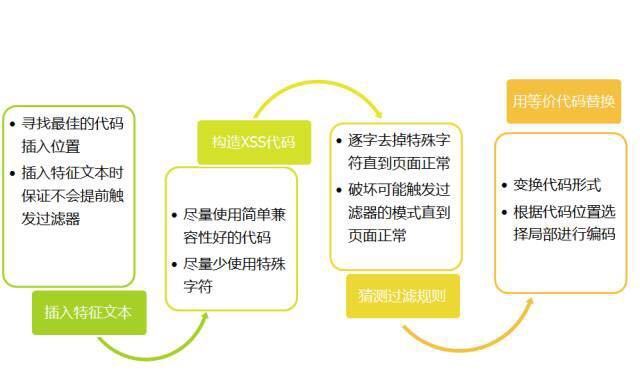 • 寻找最佳的代码
插入位置
• 插入特征文本时
保证不会提前触
发过滤器
插入特征文本
构造XSS代码
• 尽量使用简单兼
容性好的代码
• 尽量少使用特殊
字符
• 逐字去掉特殊字
符直到页面正常
• 破坏可能触发过
滤器的模式直到
页面正常
猜测过滤规则
用等价代码替换
• 变换代码形式
• 根据代码位置选
择局部进行编码